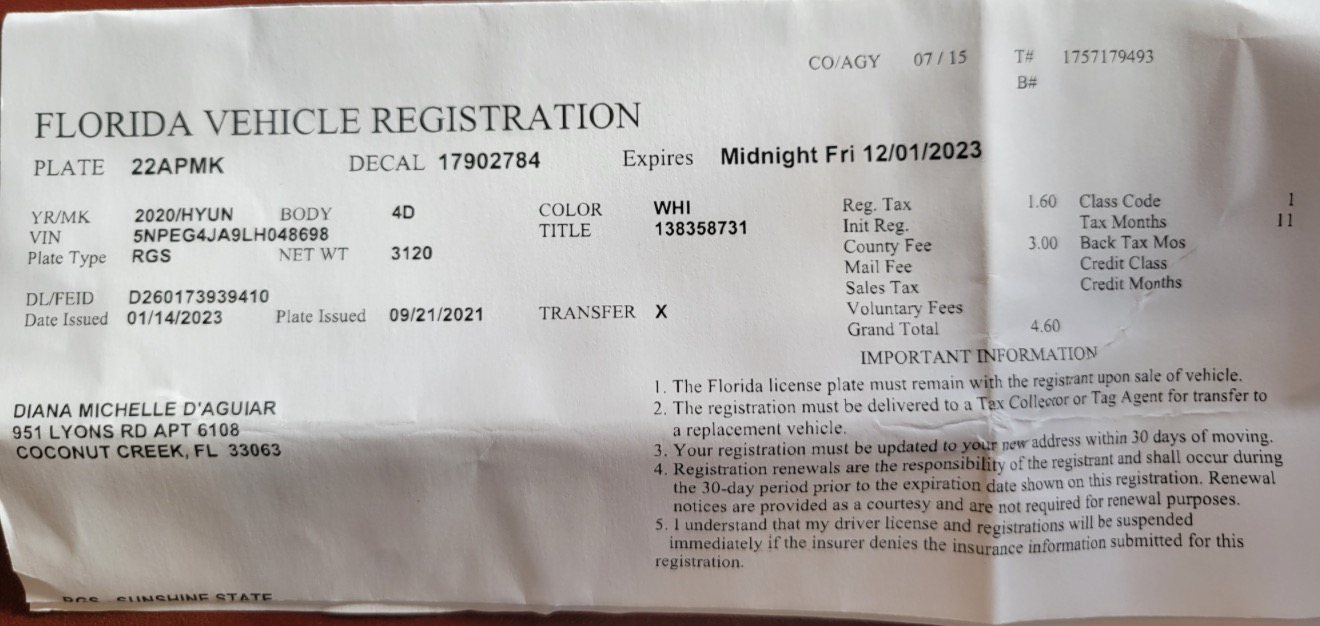 CO/AGY 07 / 15 T# 1757179493
B#
FLORIDA VEHICLE REGISTRATION
PLATE 22APMK DECAL 17902784 Expires Midnight Fri 12/01/2023
YR/MK 2020/HYUN BODY 4D COLOR WHI Reg. Tax 1.60 Class Code 1
VIN 5NPEG4JA9LH048698 TITLE 138358731 Init Reg. Tax Months 11
Plate Type RGS NET WT 3120 County Fee 3.00 Back Tax Mos
Mail Fee Credit Class
Sales Tax Credit Months
DL/FEID D260173939410 Voluntary Fees
Date Issued 01/14/2023 Plate Issued 09/21/2021 TRANSFER X Grand Total 4.60
IMPORTANT INFORMATION
1. The Florida license plate must remain with the registrant upon sale of vehicle.
2. The registration must be delivered to a Tax Collector or Tag Agent for transfer to
a replacement vehicle.
3. Your registration must be updated to your new address within 30 days of moving.
4. Registration renewals are the responsibility of the registrant and shall occur during
the 30-day period prior to the expiration date shown on this registration. Renewal
notices are provided as a courtesy and are not required for renewal purposes.
5. I understand that my driver license and registrations will be suspended
immediately if the insurer denies the insurance information submitted for this
registration.
DIANA MICHELLE D'AGUIAR
951 LYONS RD APT 6108
COCONUT CREEK, FL 33063
RGS SUNSHINE STATE